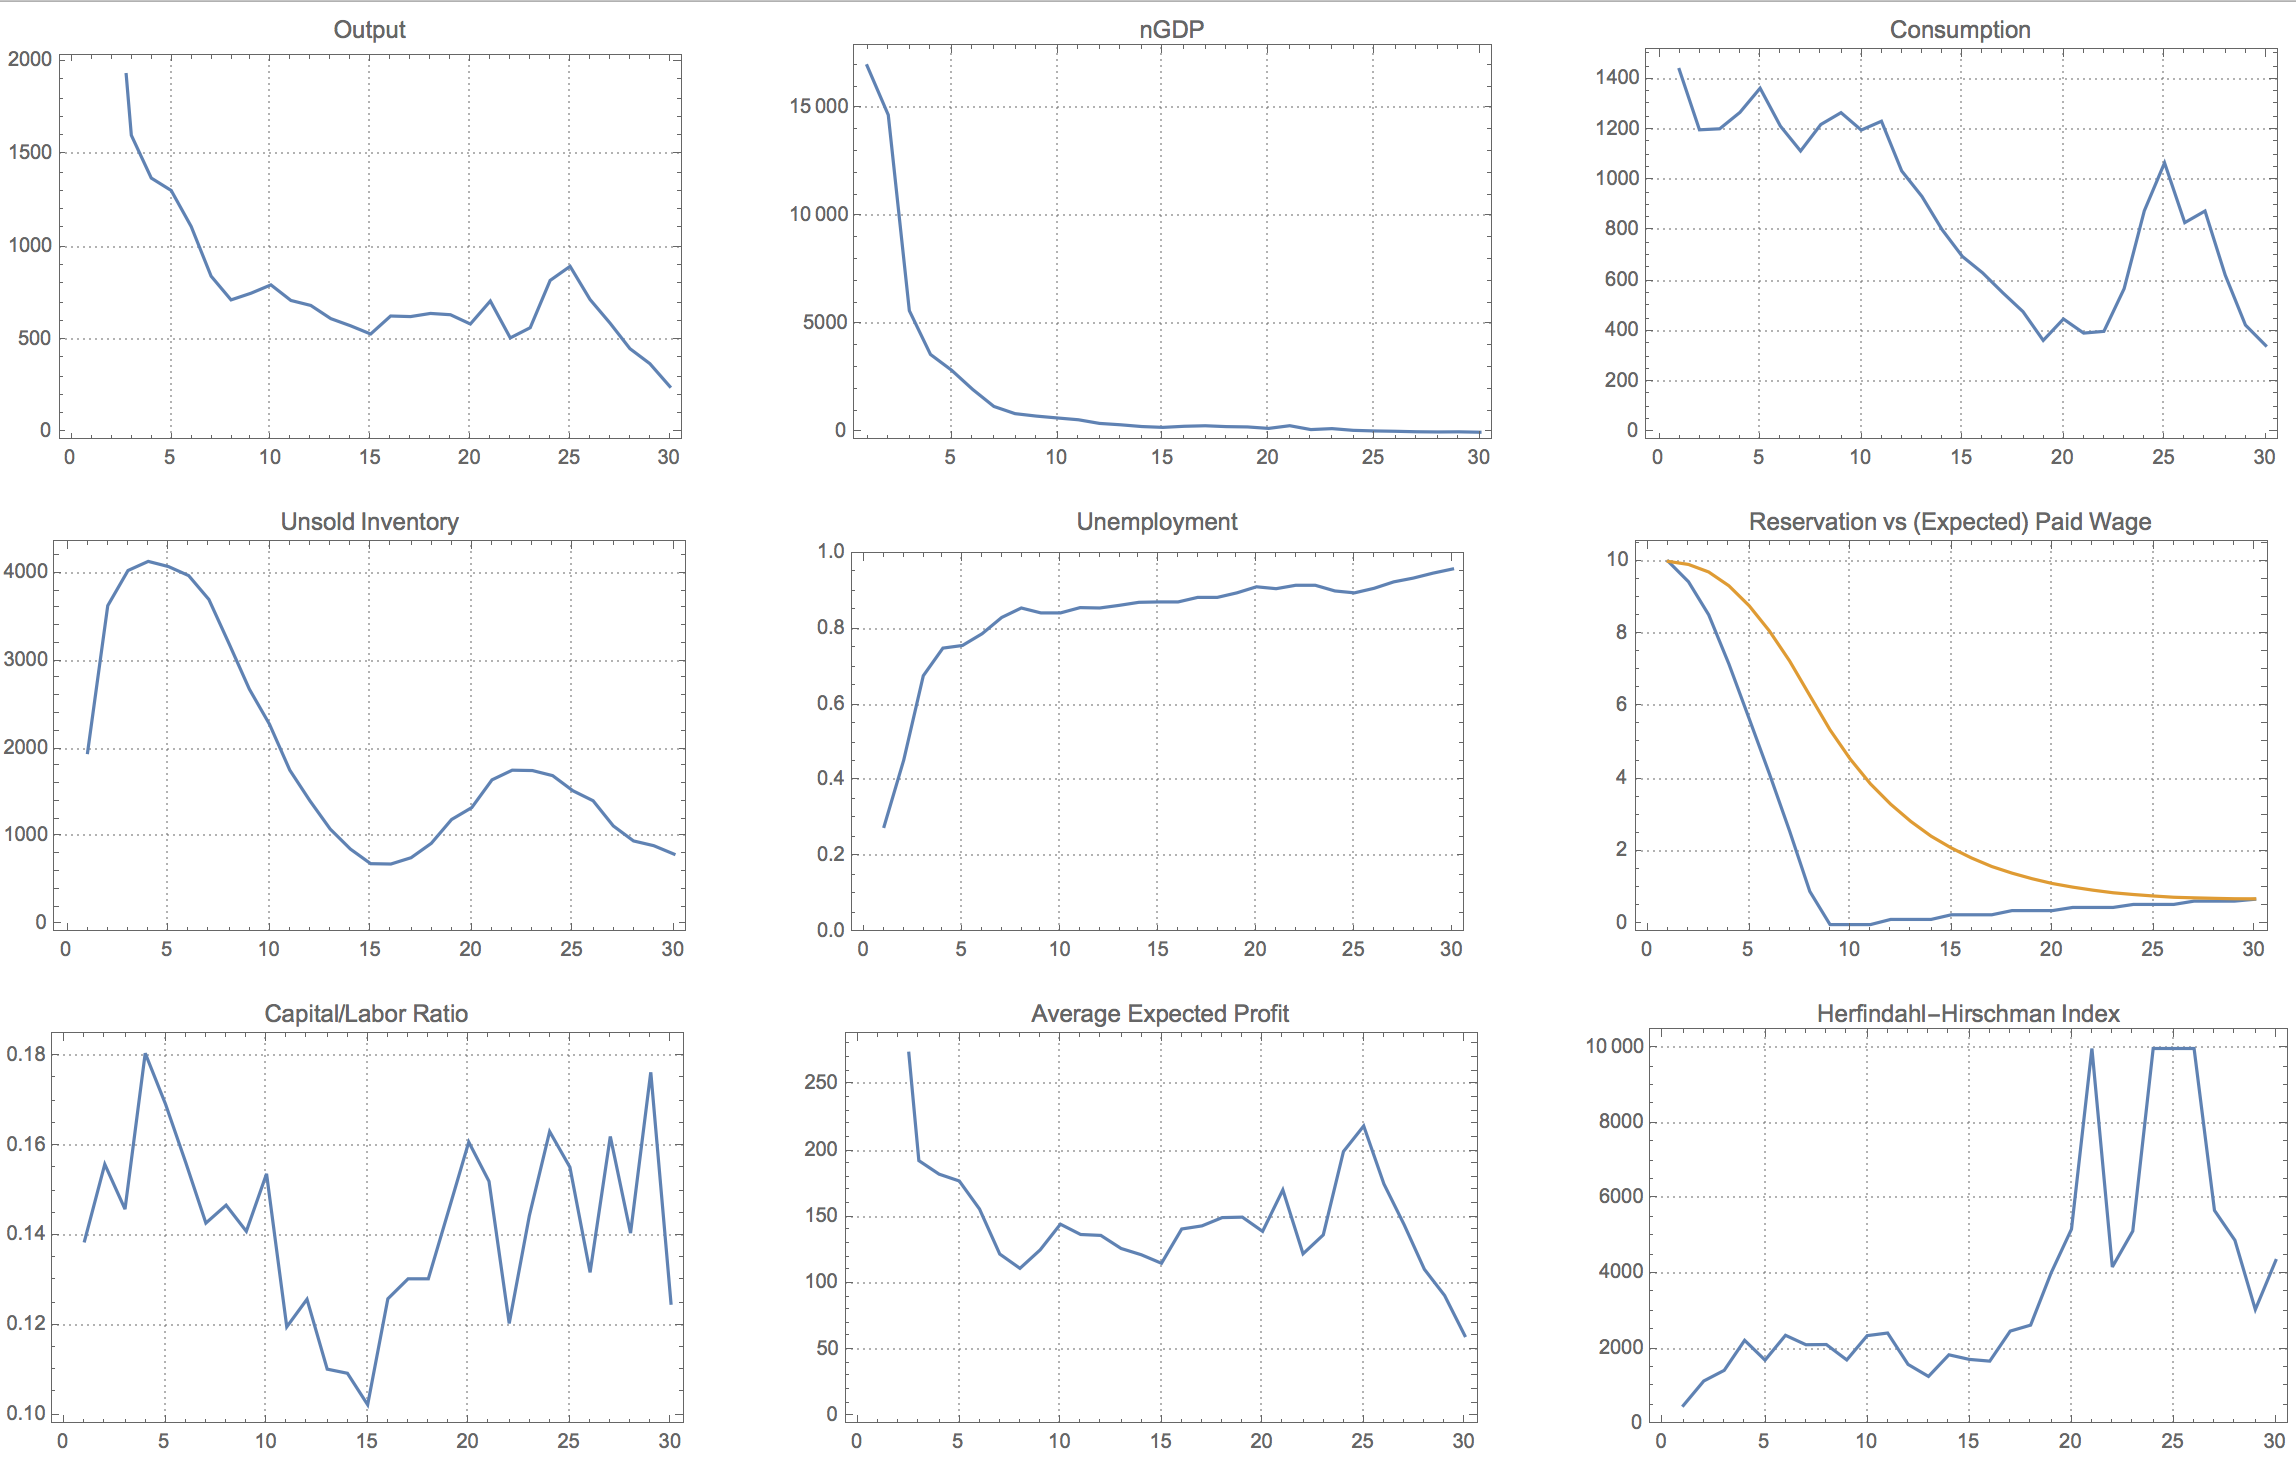 Output
2000
1500
1000
500
0
0 5 10 15 20 25 30
nGDP
15 000
10 000
5000
0
5 10 15 20 25 30
Consumption
1400
1200
1000
800
600
400
200
0
0 5 10 15 20 25 30
Unsold Inventory
4000
3000
2000
1000
0
0 5 10 15 20 25 30
Unemployment
1.0
0.8
0.6
0.4
0.2
0.0
0 5 10 15 20 25 30
Reservation vs (Expected) Paid Wage
10
8
6
4
2
0
0 5 10 15 20 25 30
Capital/Labor Ratio
0.18
0.16
0.14
0.12
0.10
0 5 10 15 20 25 30
Average Expected Profit
250
200
150
100
50
0
0 5 10 15 20 25 30
Herfindahl–Hirschman Index
10 000
8000
6000
4000
2000
0
0 5 10 15 20 25 30